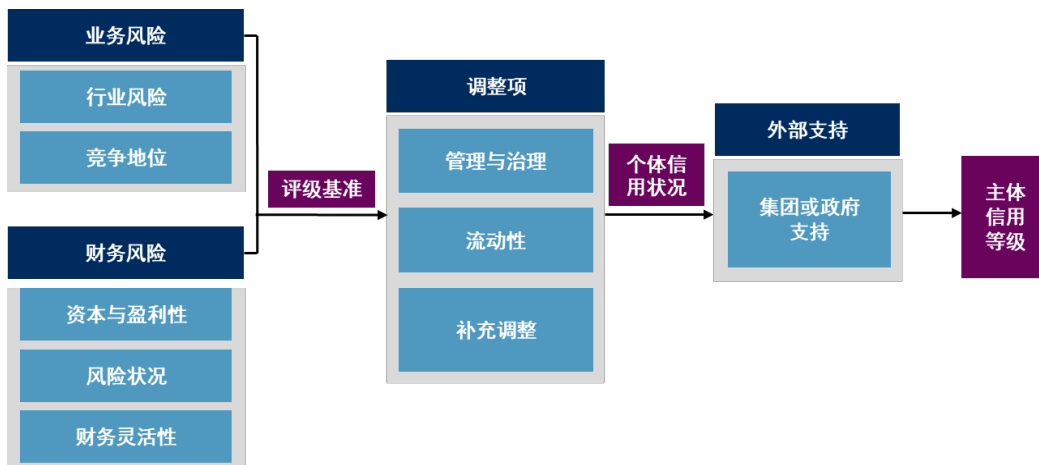 业务风险
行业风险
竞争地位
财务风险
资本与盈利性
风险状况
财务灵活性
评级基准
调整项
管理与治理
流动性
补充调整
个体信
用状况
外部支持
集团或政府
支持
主体
信用
等级